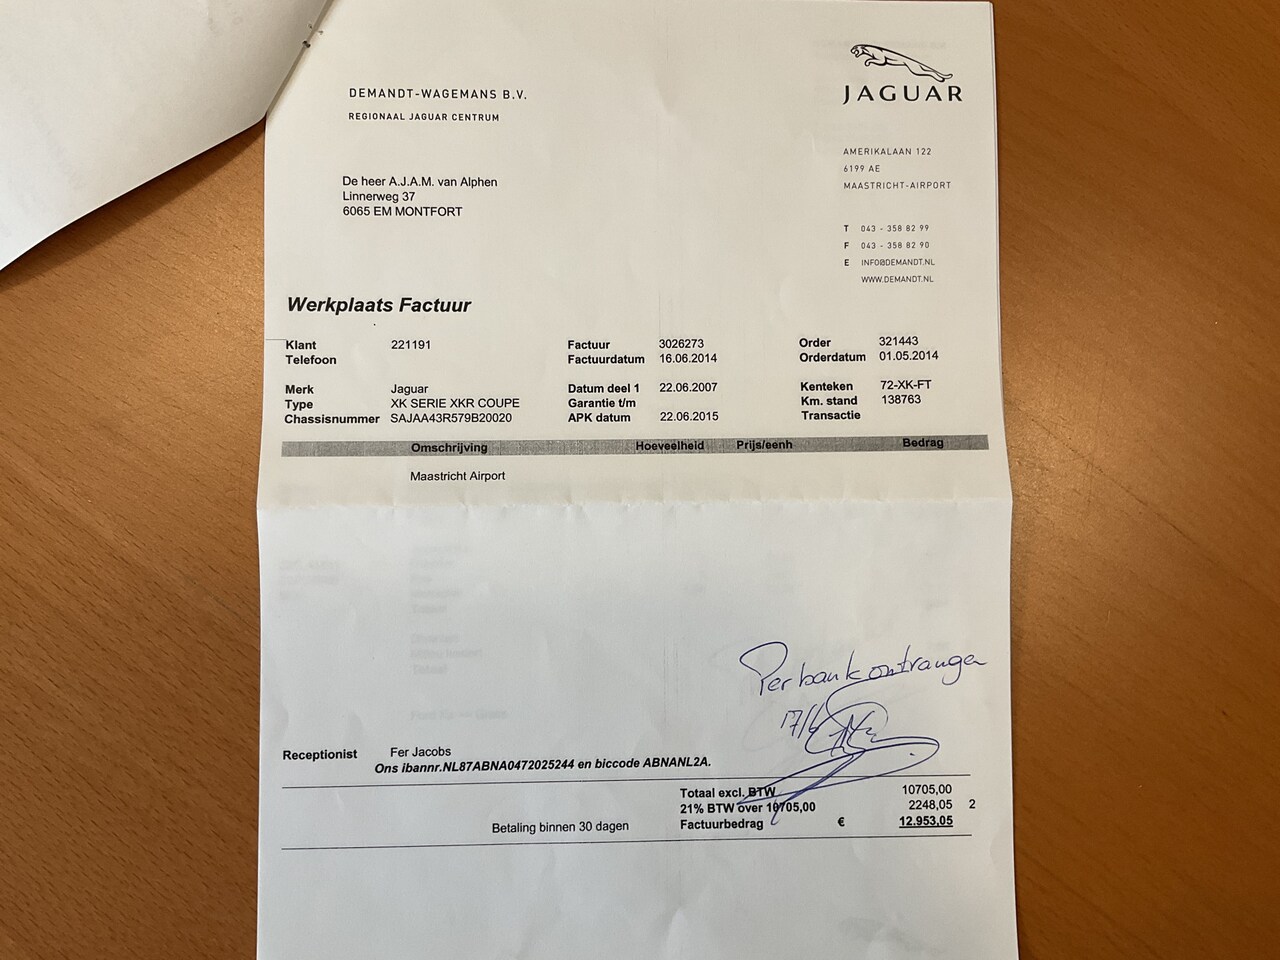 JAGUAR
DEMANDT-WAGEMANS B.V.
REGIONAAL JAGUAR CENTRUM
AMERIKALAAN 122
6199 AE
MAASTRICHT-AIRPORT
De heer A.J.A.M. van Alphen
Linnerweg 37
6065 EM MONTFORT
T 043 - 358 82 99
F 043 - 358 82 90
E INFO@DEMANDT.NL
WWW.DEMANDT.NL
Werkplaats Factuur
Klant 221191 Factuur 3026273 Order 321443
Telefoon Factuurdatum 16.06.2014 Orderdatum 01.05.2014
Merk Jaguar Datum deel 1 22.06.2007 Kenteken 72-XK-FT
Type XK SERIE XKR COUPE Garantie t/m Km. stand 138763
Chassisnummer SAJAA43R579B20020 APK datum 22.06.2015 Transactie
Omschrijving Hoeveelheid Prijs/eenh Bedrag
Maastricht Airport
Per bank ontvangen
17/6
Receptionist Fer Jacobs
Ons ibannr.NL87ABNA0472025244 en biccode ABNANL2A.
Totaal excl. BTW 10705,00
21% BTW over 10705,00 2248,05 2
Betaling binnen 30 dagen Factuurbedrag € 12.953,05